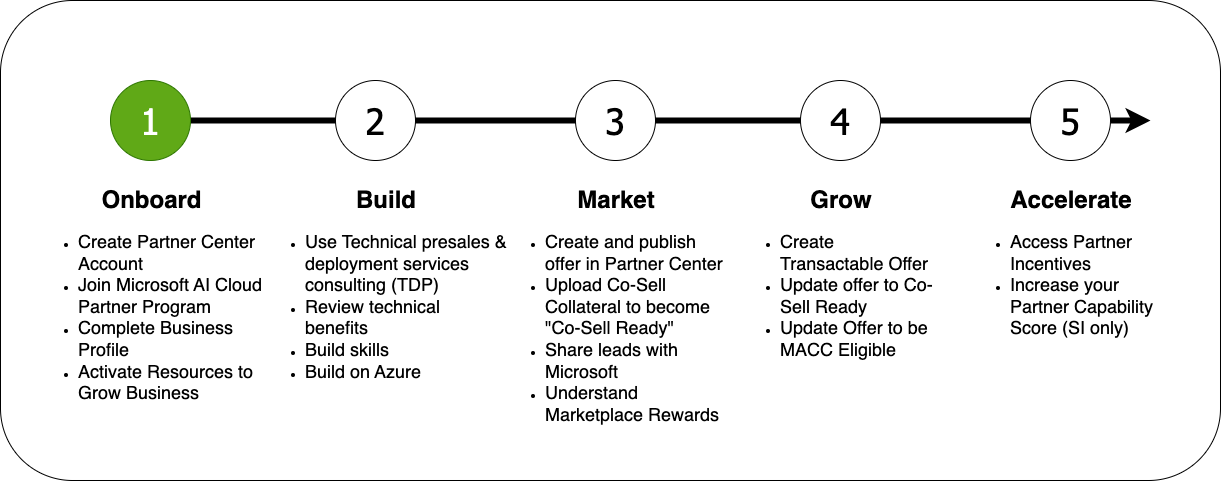 1
2
3
4
5
Onboard
• Create Partner Center
Account
• Join Microsoft AI Cloud
Partner Program
• Complete Business
Profile
• Activate Resources to
Grow Business
Build
• Use Technical presales &
deployment services
consulting (TDP)
• Review technical
benefits
• Build skills
• Build on Azure
Market
• Create and publish
offer in Partner Center
• Upload Co-Sell
Collateral to become
"Co-Sell Ready"
• Share leads with
Microsoft
• Understand
Marketplace Rewards
Grow
• Create
Transactable Offer
• Update offer to Co-
Sell Ready
• Update Offer to be
MACC Eligible
Accelerate
• Access Partner
Incentives
• Increase your
Partner Capability
Score (SI only)